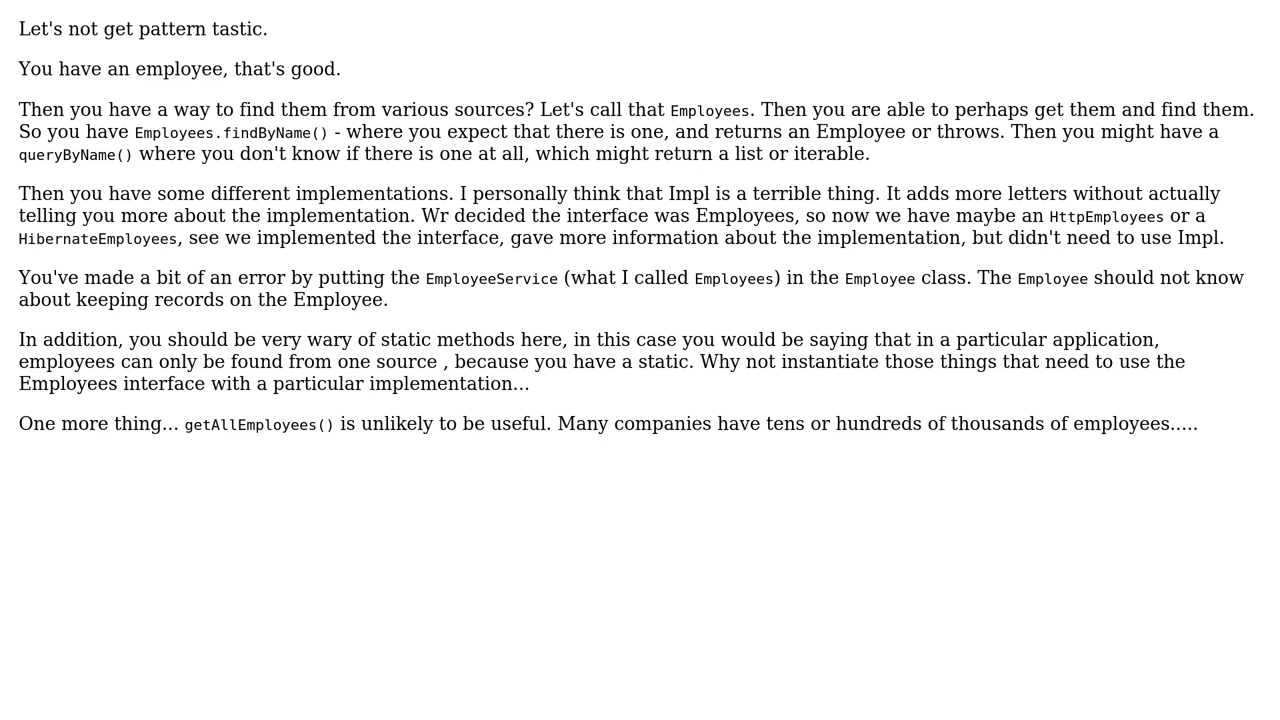 Let's not get pattern tastic.
You have an employee, that's good.
Then you have a way to find them from various sources? Let's call that Employees. Then you are able to perhaps get them and find them.
So you have Employees.findByName() - where you expect that there is one, and returns an Employee or throws. Then you might have a
queryByName() where you don't know if there is one at all, which might return a list or iterable.
Then you have some different implementations. I personally think that Impl is a terrible thing. It adds more letters without actually
telling you more about the implementation. Wr decided the interface was Employees, so now we have maybe an HttpEmployees or a
HibernateEmployees, see we implemented the interface, gave more information about the implementation, but didn't need to use Impl.
You've made a bit of an error by putting the EmployeeService (what I called Employees) in the Employee class. The Employee should not know
about keeping records on the Employee.
In addition, you should be very wary of static methods here, in this case you would be saying that in a particular application,
employees can only be found from one source , because you have a static. Why not instantiate those things that need to use the
Employees interface with a particular implementation...
One more thing... getAllEmployees() is unlikely to be useful. Many companies have tens or hundreds of thousands of employees.....